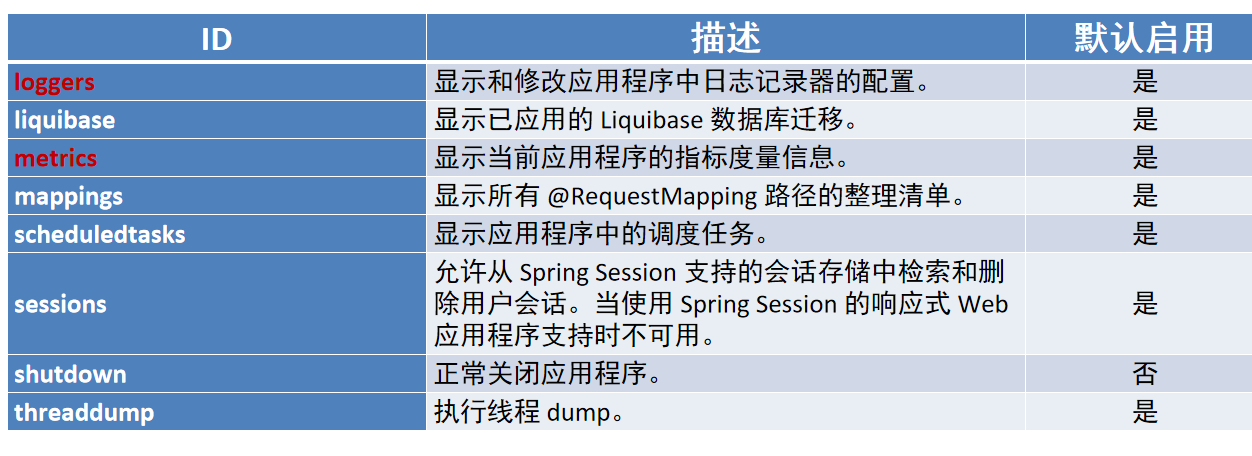 ID 描述 默认启用
loggers 显示和修改应用程序中日志记录器的配置。 是
liquibase 显示已应用的 Liquibase 数据库迁移。 是
metrics 显示当前应用程序的指标度量信息。 是
mappings 显示所有 @RequestMapping 路径的整理清单。 是
scheduledtasks 显示应用程序中的调度任务。 是
sessions 允许从 Spring Session 支持的会话存储中检索和删
除用户会话。当使用 Spring Session 的响应式 Web
应用程序支持时不可用。 是
shutdown 正常关闭应用程序。 否
threaddump 执行线程 dump。 是